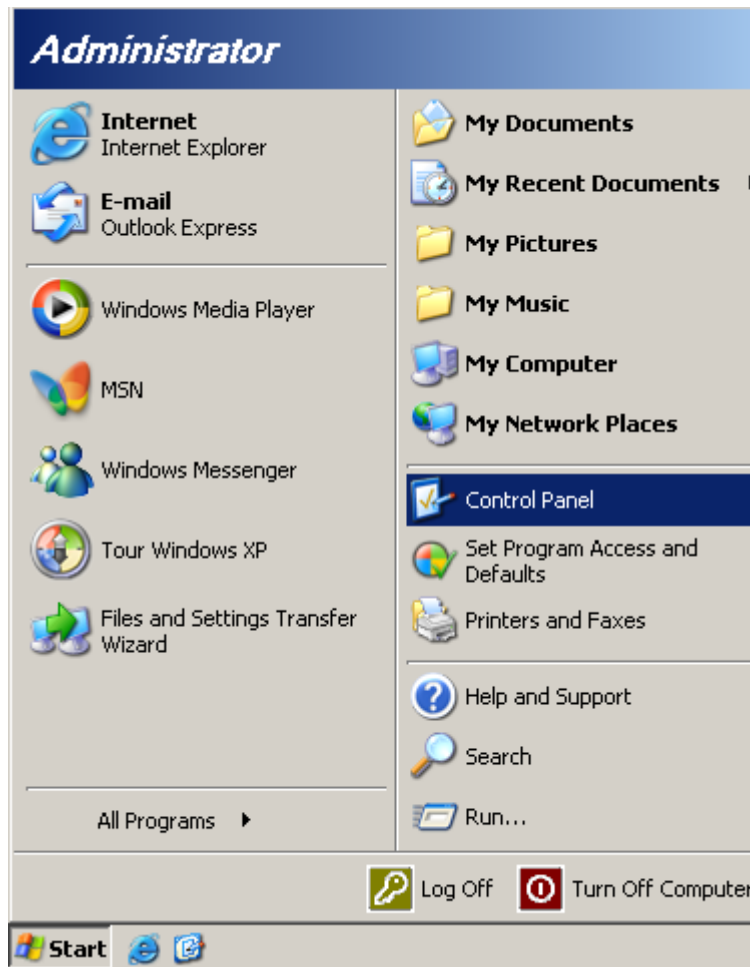 Administrator
Internet
Internet Explorer
E-mail
Outlook Express
Windows Media Player
MSN
Windows Messenger
Tour Windows XP
Files and Settings Transfer
Wizard
All Programs
My Documents
My Recent Documents
My Pictures
My Music
My Computer
My Network Places
Control Panel
Set Program Access and
Defaults
Printers and Faxes
Help and Support
Search
Run...
Log Off
Turn Off Computer
Start